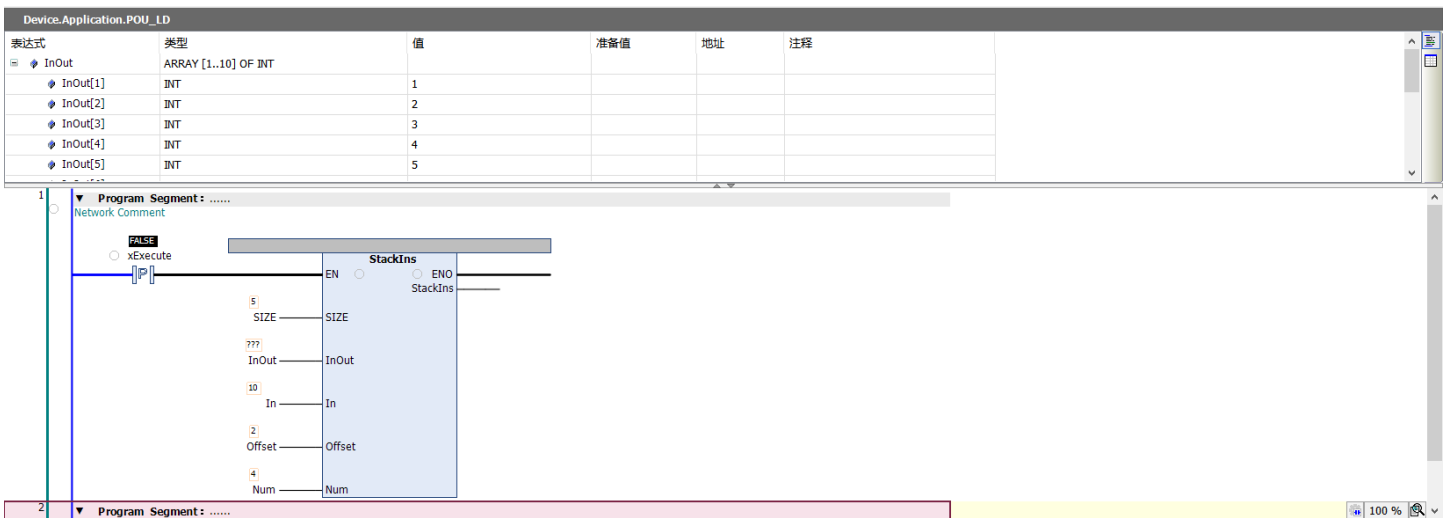 Device.Application.POU_LD
表达式 类型 值 准备值 地址 注释
InOut ARRAY [1..10] OF INT
InOut[1] INT 1
InOut[2] INT 2
InOut[3] INT 3
InOut[4] INT 4
InOut[5] INT 5
1 Program Segment: ......
Network Comment
FALSE
xExecute
StackIns
P
EN ENO
StackIns
5
SIZE SIZE
???
InOut InOut
10
In In
2
Offset Offset
4
Num Num
2 Program Segment: ......
100 %